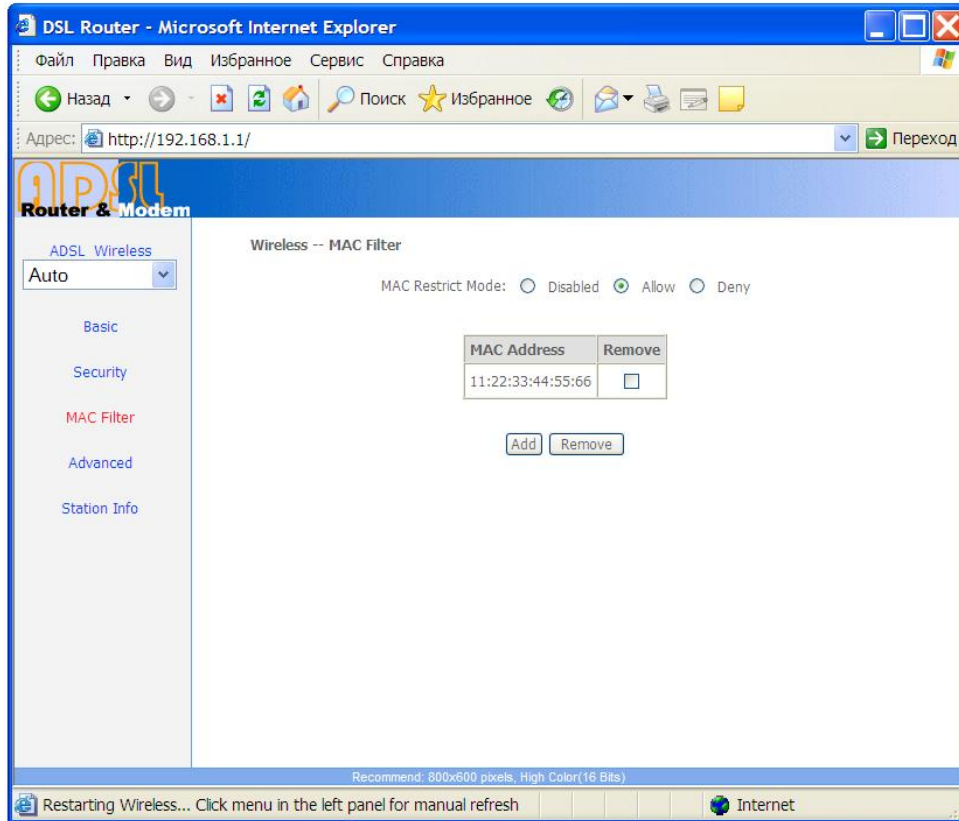 DSL Router - Microsoft Internet Explorer
Файл Правка Вид Избранное Сервис Справка
Назад Поиск Избранное
Адрес: http://192.168.1.1/ Переход
ADSL
Router & Modem
ADSL Wireless
Auto
Basic
Security
MAC Filter
Advanced
Station Info
Wireless -- MAC Filter
MAC Restrict Mode: Disabled Allow Deny
MAC Address Remove
11:22:33:44:55:66
Add Remove
Recommend: 800x600 pixels, High Color(16 Bits)
Restarting Wireless... Click menu in the left panel for manual refresh Internet